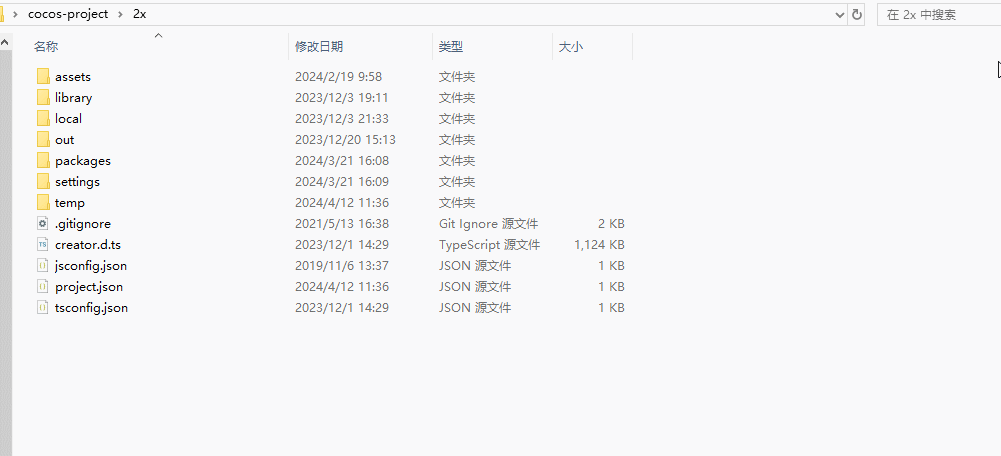 cocos-project > 2x 在 2x 中搜索
名称 修改日期 类型 大小
assets 2024/2/19 9:58 文件夹
library 2023/12/3 19:11 文件夹
local 2023/12/3 21:33 文件夹
out 2023/12/20 15:13 文件夹
packages 2024/3/21 16:08 文件夹
settings 2024/3/21 16:09 文件夹
temp 2024/4/12 11:36 文件夹
.gitignore 2021/5/13 16:38 Git Ignore 源文件 2 KB
creator.d.ts 2023/12/1 14:29 TypeScript 源文件 1,124 KB
jsconfig.json 2019/11/6 13:37 JSON 源文件 1 KB
project.json 2024/4/12 11:36 JSON 源文件 1 KB
tsconfig.json 2023/12/1 14:29 JSON 源文件 1 KB